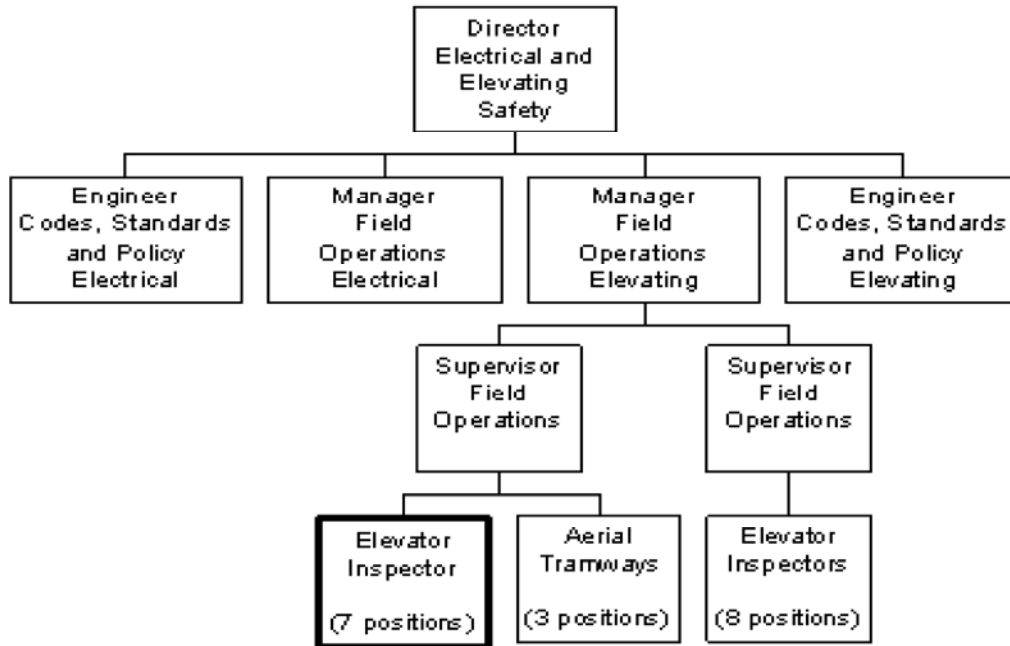 Director
Electrical and
Elevating
Safety
Engineer
Codes, Standards
and Policy
Electrical
Manager
Field
Operations
Electrical
Manager
Field
Operations
Elevating
Engineer
Codes, Standards
and Policy
Elevating
Supervisor
Field
Operations
Supervisor
Field
Operations
Elevator
Inspector
(7 positions)
Aerial
Tramways
(3 positions)
Elevator
Inspectors
(8 positions)